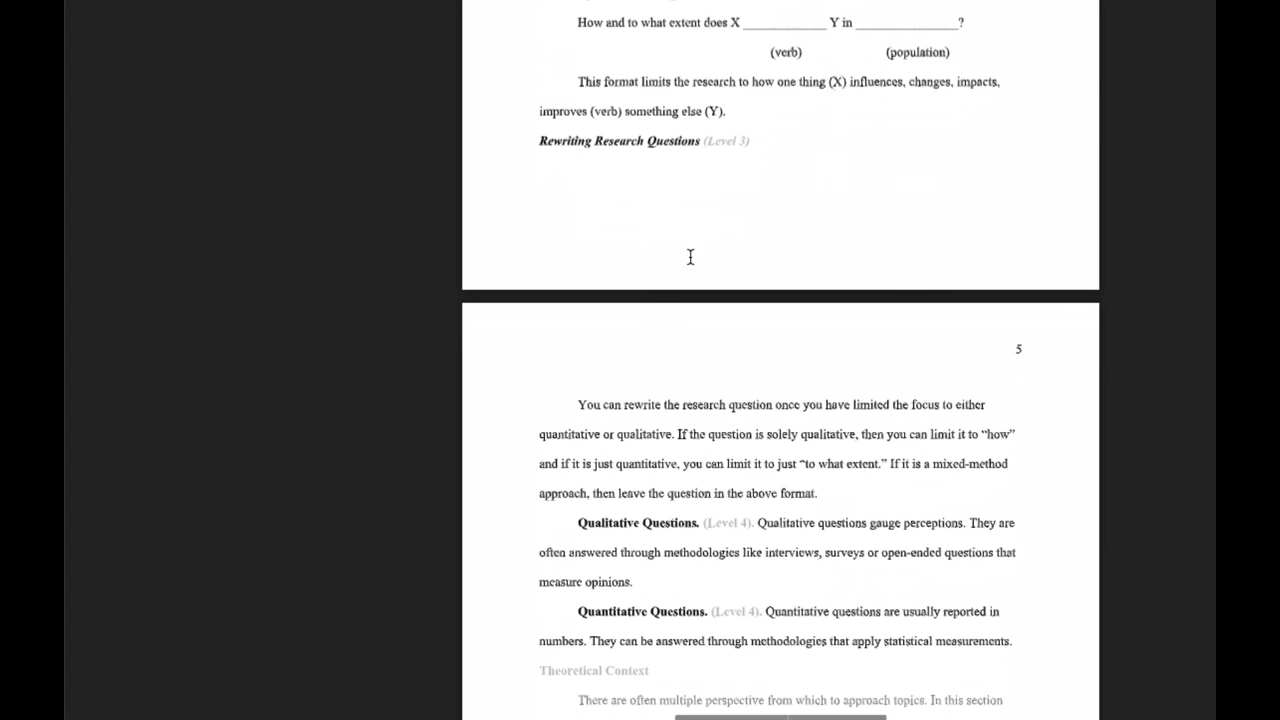 How and to what extent does X _____________ Y in ________________?
(verb) (population)
This format limits the research to how one thing (X) influences, changes, impacts,
improves (verb) something else (Y).
Rewriting Research Questions (Level 3)
5
You can rewrite the research question once you have limited the focus to either
quantitative or qualitative. If the question is solely qualitative, then you can limit it to “how”
and if it is just quantitative, you can limit it to just “to what extent.” If it is a mixed-method
approach, then leave the question in the above format.
Qualitative Questions. (Level 4). Qualitative questions gauge perceptions. They are
often answered through methodologies like interviews, surveys or open-ended questions that
measure opinions.
Quantitative Questions. (Level 4). Quantitative questions are usually reported in
numbers. They can be answered through methodologies that apply statistical measurements.
Theoretical Context
There are often multiple perspective from which to approach topics. In this section